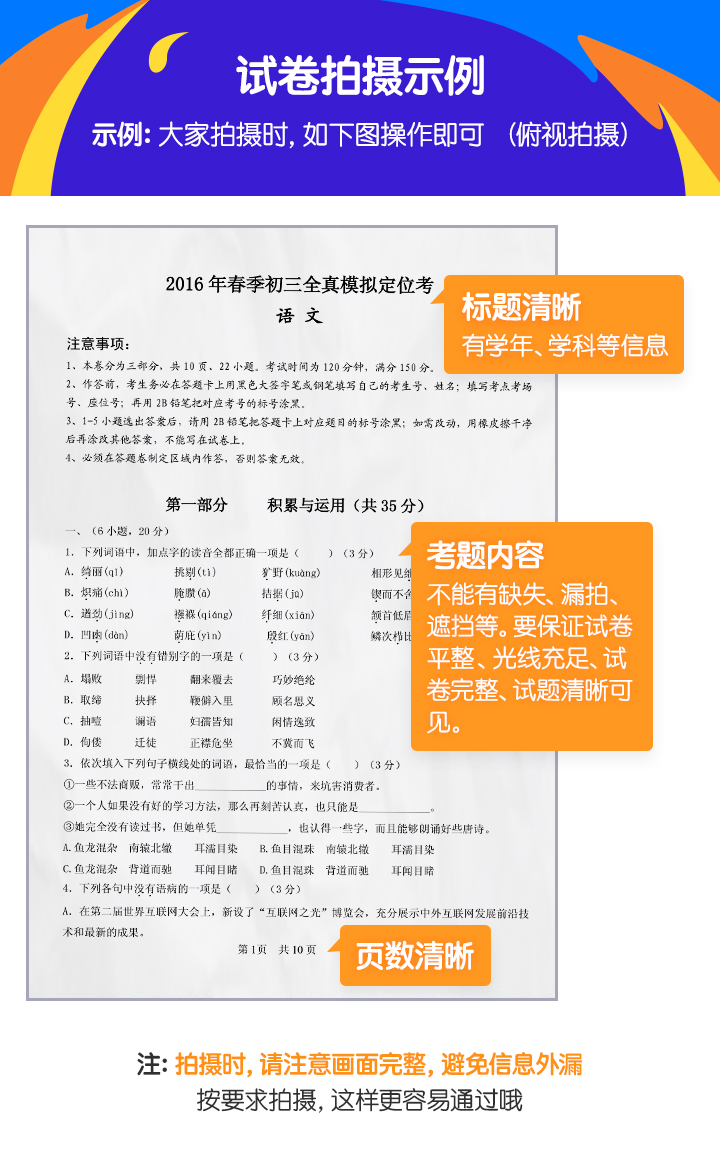 试卷拍摄示例
示例：大家拍摄时，如下图操作即可 （俯视拍摄）
2016 年春季初三全真模拟定位考
语 文
标题清晰
有学年、学科等信息
注意事项：
1、本卷分为三部分，共 10 页、22 小题。考试时间为 120 分钟，满分 150 分。
2、作答前，考生务必在答题卡上用黑色大签字笔或钢笔填写自己的考生号、姓名；填写考点考场
号、座位号；再用 2B 铅笔把对应考号的标号涂黑。
3、1-5 小题选出答案后，请用 2B 铅笔把答题卡上对应题目的标号涂黑；如需改动，用橡皮擦干净
后再涂改其他答案，不能写在试卷上。
4、必须在答题卷制定区域内作答，否则答案无效。
第一部分 积累与运用（共 35 分）
一、（6 小题，20 分）
1．下列词语中，加点字的读音全都正确一项是（ ）（3 分）
A．绮丽(qǐ) 挑剔(tì) 犷野(kuàng) 相形见
B．炽痛(chì) 腌臜(ā) 拮据(jū) 锲而不舍
C．遒劲(jìng) 襁褓(qiáng) 纤细(xiān) 颔首低眉
D．凹凼(dàn) 荫庇(yìn) 殷红(yān) 鳞次栉比
考题内容
不能有缺失、漏拍、
遮挡等。要保证试卷
平整、光线充足、试
卷完整、试题清晰可
见。
2．下列词语中没有错别字的一项是（ ）（3 分）
A．塌败 剽悍 翻来覆去 巧妙绝纶
B．取缔 抉择 鞭僻入里 顾名思义
C．抽噎 谰语 妇孺皆知 闲情逸致
D．佝偻 迁徒 正襟危坐 不冀而飞
3．依次填入下列句子横线处的词语，最恰当的一项是（ ）（3 分）
①一些不法商贩，常常干出____________的事情，来坑害消费者。
②一个人如果没有好的学习方法，那么再刻苦认真，也只能是____________。
③她完全没有读过书，但她单凭____________，也认得一些字，而且能够朗诵好些唐诗。
A.鱼龙混杂 南辕北辙 耳濡目染 B.鱼目混珠 南辕北辙 耳濡目染
C.鱼龙混杂 背道而驰 耳闻目睹 D.鱼目混珠 背道而驰 耳闻目睹
4．下列各句中没有语病的一项是（ ）（3 分）
A．在第二届世界互联网大会上，新设了“互联网之光”博览会，充分展示中外互联网发展前沿技
术和最新的成果。
第 1页 共 10 页
页数清晰
注：拍摄时，请注意画面完整，避免信息外漏
按要求拍摄，这样更容易通过哦